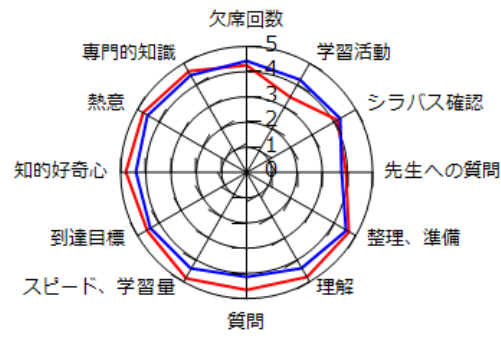 欠席回数
学習活動
シラバス確認
先生への質問
整理、準備
理解
質問
スピード、学習量
到達目標
知的好奇心
熱意
専門的知識
5
4
3
2
1
0